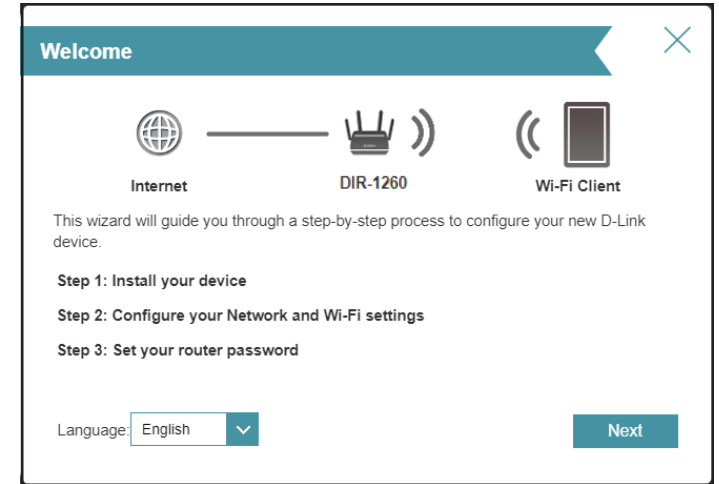 Welcome
Internet
DIR-1260
Wi-Fi Client
This wizard will guide you through a step-by-step process to configure your new D-Link
device.
Step 1: Install your device
Step 2: Configure your Network and Wi-Fi settings
Step 3: Set your router password
Language: English
Next